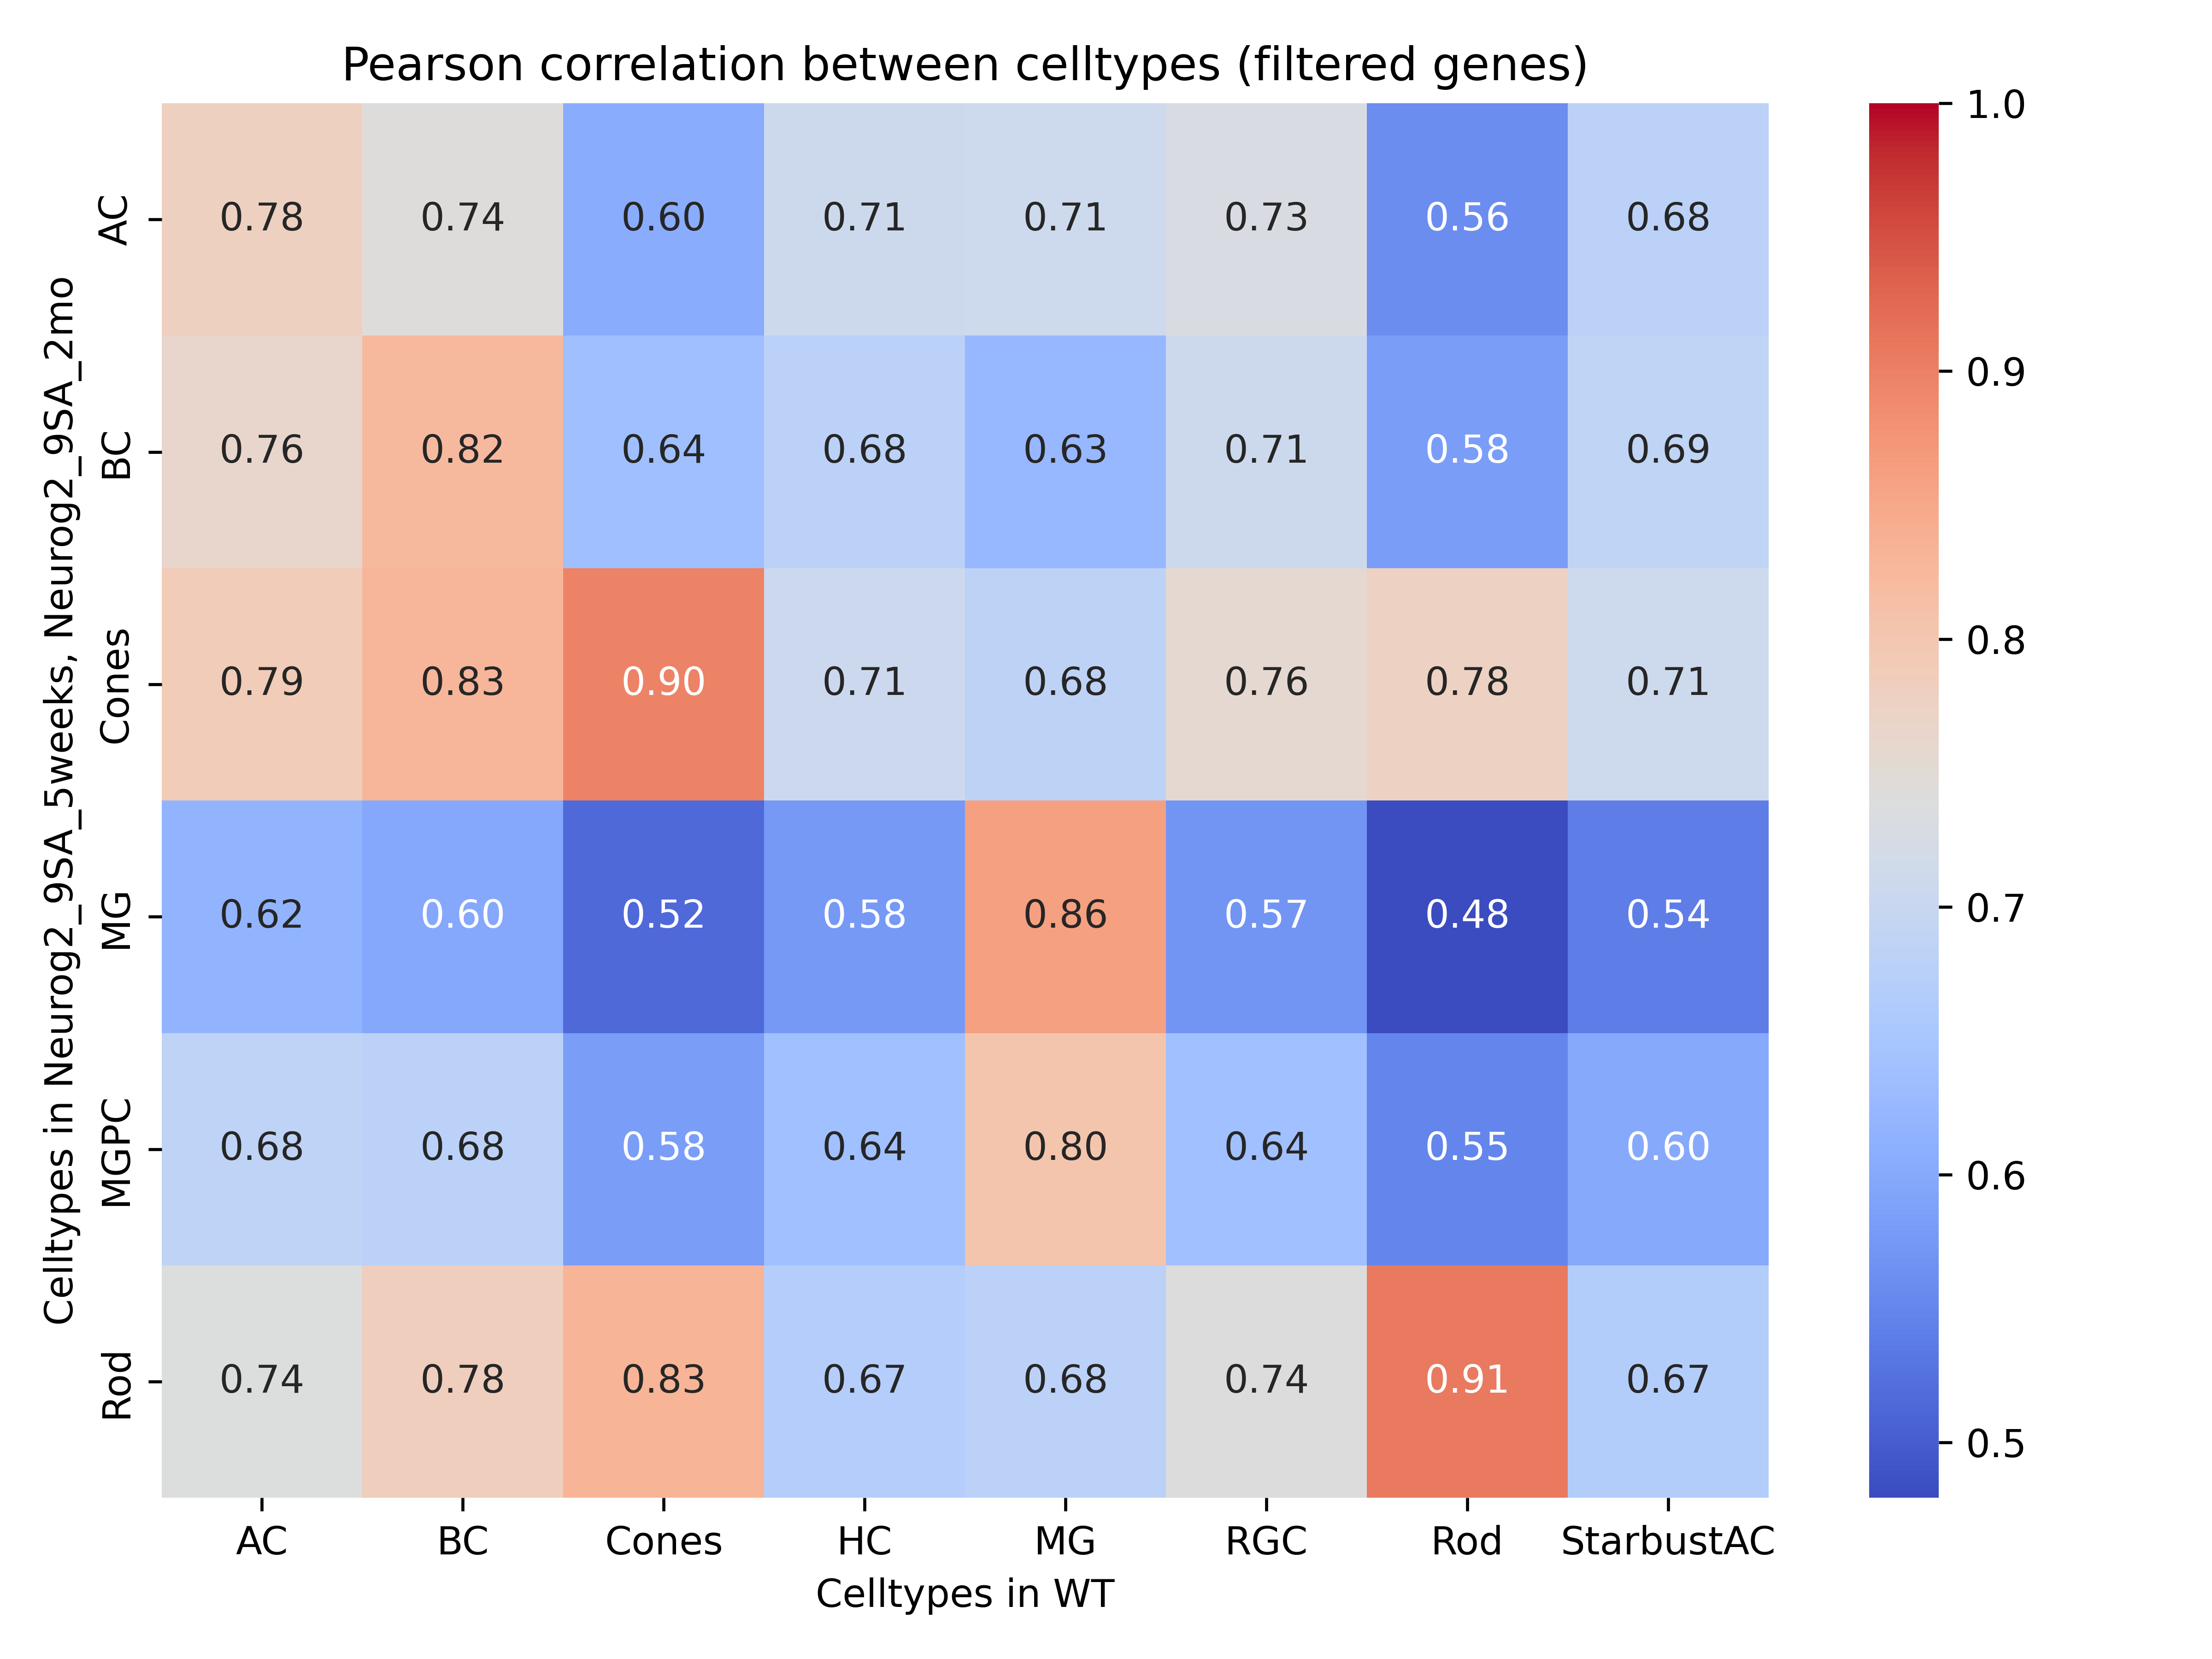 Pearson correlation between celltypes (filtered genes)
Celltypes in Neurog2_9SA_5weeks, Neurog2_9SA_2mo
AC 0.78 0.74 0.60 0.71 0.71 0.73 0.56 0.68
BC 0.76 0.82 0.64 0.68 0.63 0.71 0.58 0.69
Cones 0.79 0.83 0.90 0.71 0.68 0.76 0.78 0.71
MG 0.62 0.60 0.52 0.58 0.86 0.57 0.48 0.54
MGPC 0.68 0.68 0.58 0.64 0.80 0.64 0.55 0.60
Rod 0.74 0.78 0.83 0.67 0.68 0.74 0.91 0.67
AC BC Cones HC MG RGC Rod StarbustAC
Celltypes in WT
1.0
0.9
0.8
0.7
0.6
0.5